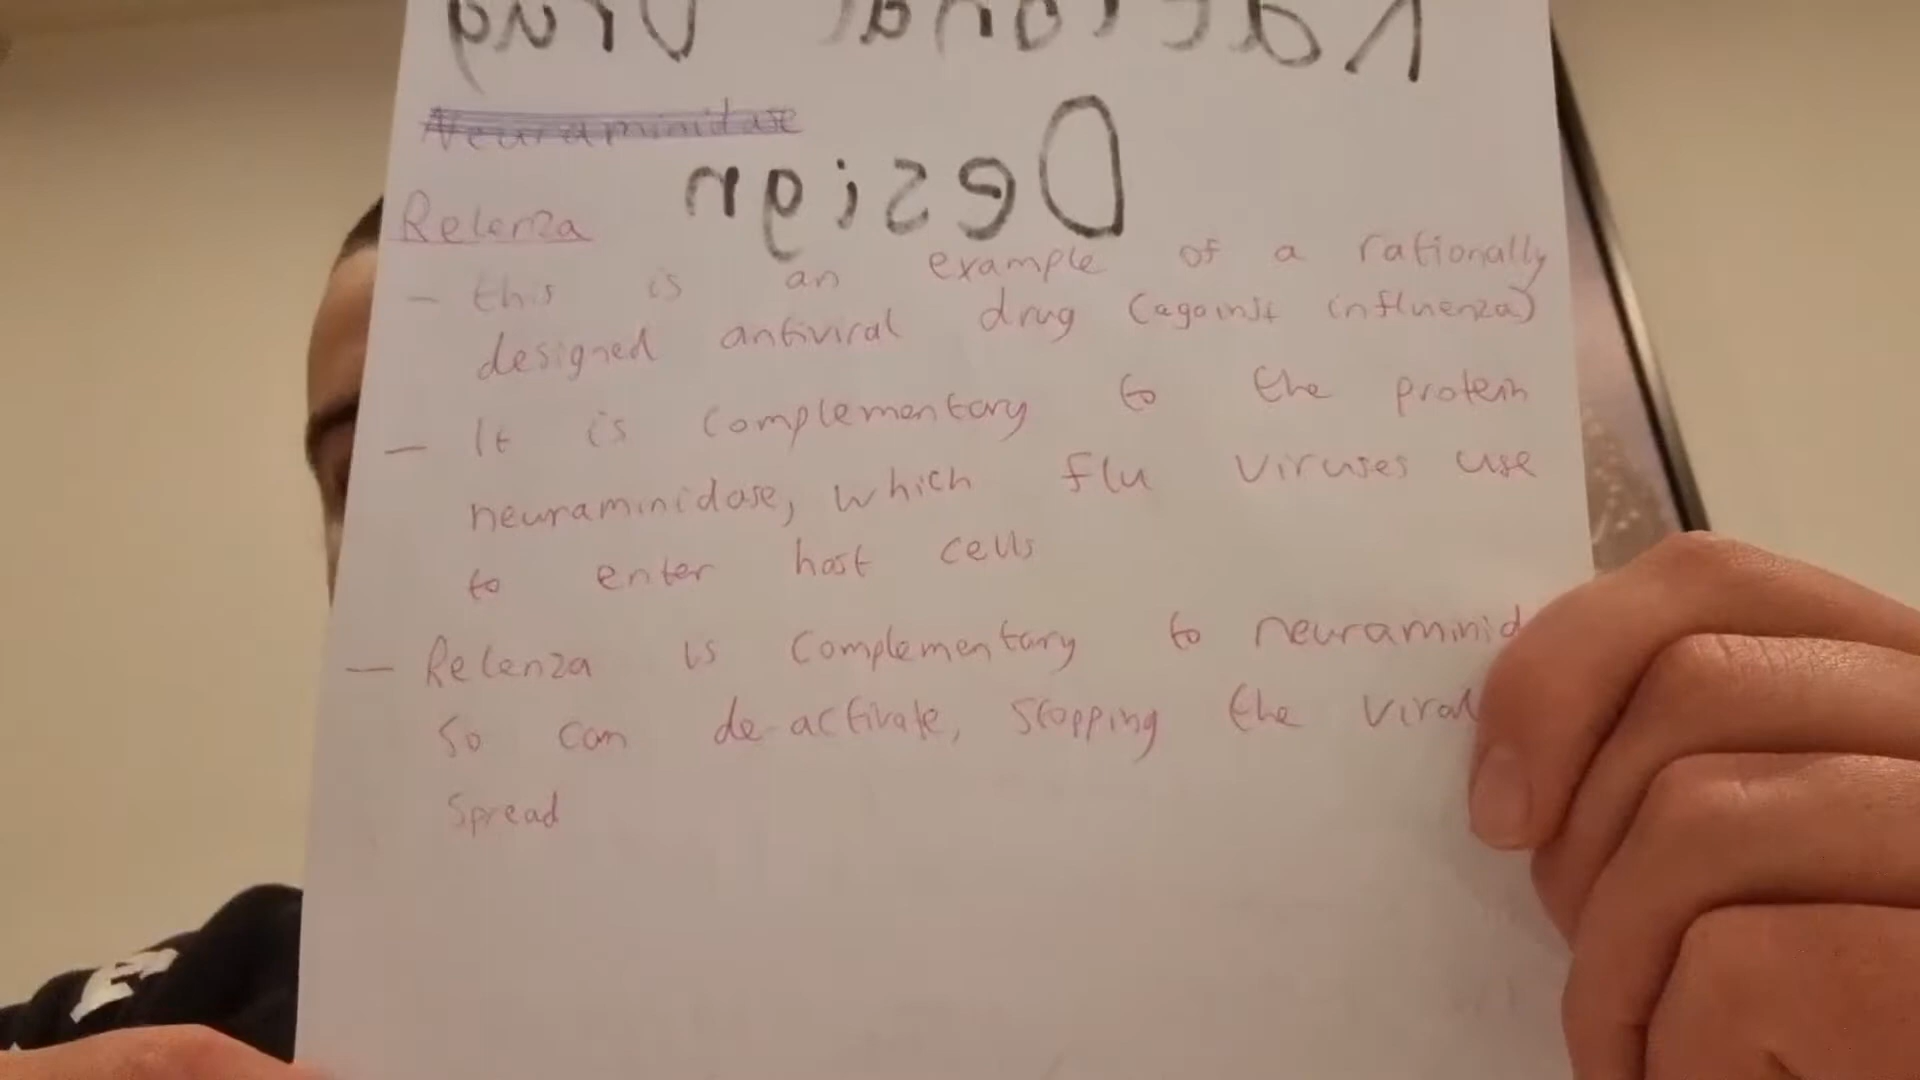 Rational Drug
Neuraminidase
Design
Relenza
- this is an example of a rationally
designed antiviral drug (against influenza)
- It is complementary to the protein
neuraminidase, which flu viruses use
to enter host cells
- Relenza is complementary to neuraminid
so can de-activate, stopping the viral
spread